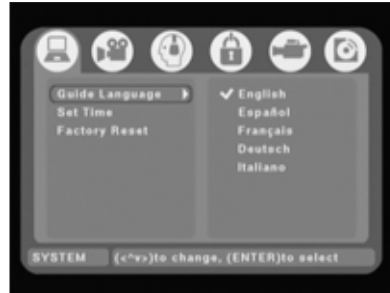 Guide Language
Set Time
Factory Reset
English
Español
Français
Deutsch
Italiano
SYSTEM
(<^v>)to change, (ENTER)to select